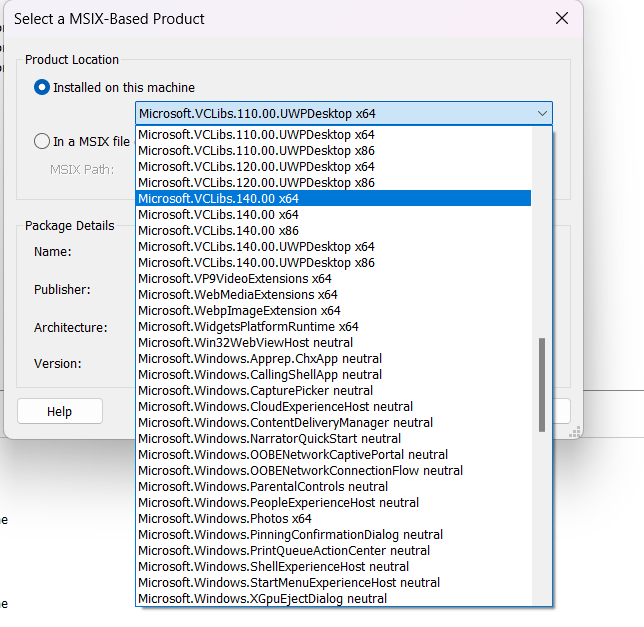 Select a MSIX-Based Product
Product Location
Installed on this machine
Microsoft.VCLibs.110.00.UWPDesktop x64
In a MSIX file
MSIX Path:
Microsoft.VCLibs.110.00.UWPDesktop x64
Microsoft.VCLibs.110.00.UWPDesktop x86
Microsoft.VCLibs.120.00.UWPDesktop x64
Microsoft.VCLibs.120.00.UWPDesktop x86
Microsoft.VCLibs.140.00 x64
Microsoft.VCLibs.140.00 x64
Microsoft.VCLibs.140.00 x86
Microsoft.VCLibs.140.00.UWPDesktop x64
Microsoft.VCLibs.140.00.UWPDesktop x86
Microsoft.VP9VideoExtensions x64
Microsoft.WebMediaExtensions x64
Microsoft.WebpImageExtension x64
Microsoft.WidgetsPlatformRuntime x64
Microsoft.Win32WebViewHost neutral
Microsoft.Windows.Apprep.ChxApp neutral
Microsoft.Windows.CallingShellApp neutral
Microsoft.Windows.CapturePicker neutral
Microsoft.Windows.CloudExperienceHost neutral
Microsoft.Windows.ContentDeliveryManager neutral
Microsoft.Windows.NarratorQuickStart neutral
Microsoft.Windows.OOBENetworkCaptivePortal neutral
Microsoft.Windows.OOBENetworkConnectionFlow neutral
Microsoft.Windows.ParentalControls neutral
Microsoft.Windows.PeopleExperienceHost neutral
Microsoft.Windows.Photos x64
Microsoft.Windows.PinningConfirmationDialog neutral
Microsoft.Windows.PrintQueueActionCenter neutral
Microsoft.Windows.ShellExperienceHost neutral
Microsoft.Windows.StartMenuExperienceHost neutral
Microsoft.Windows.XGpuEjectDialog neutral
Package Details
Name:
Publisher:
Architecture:
Version:
Help